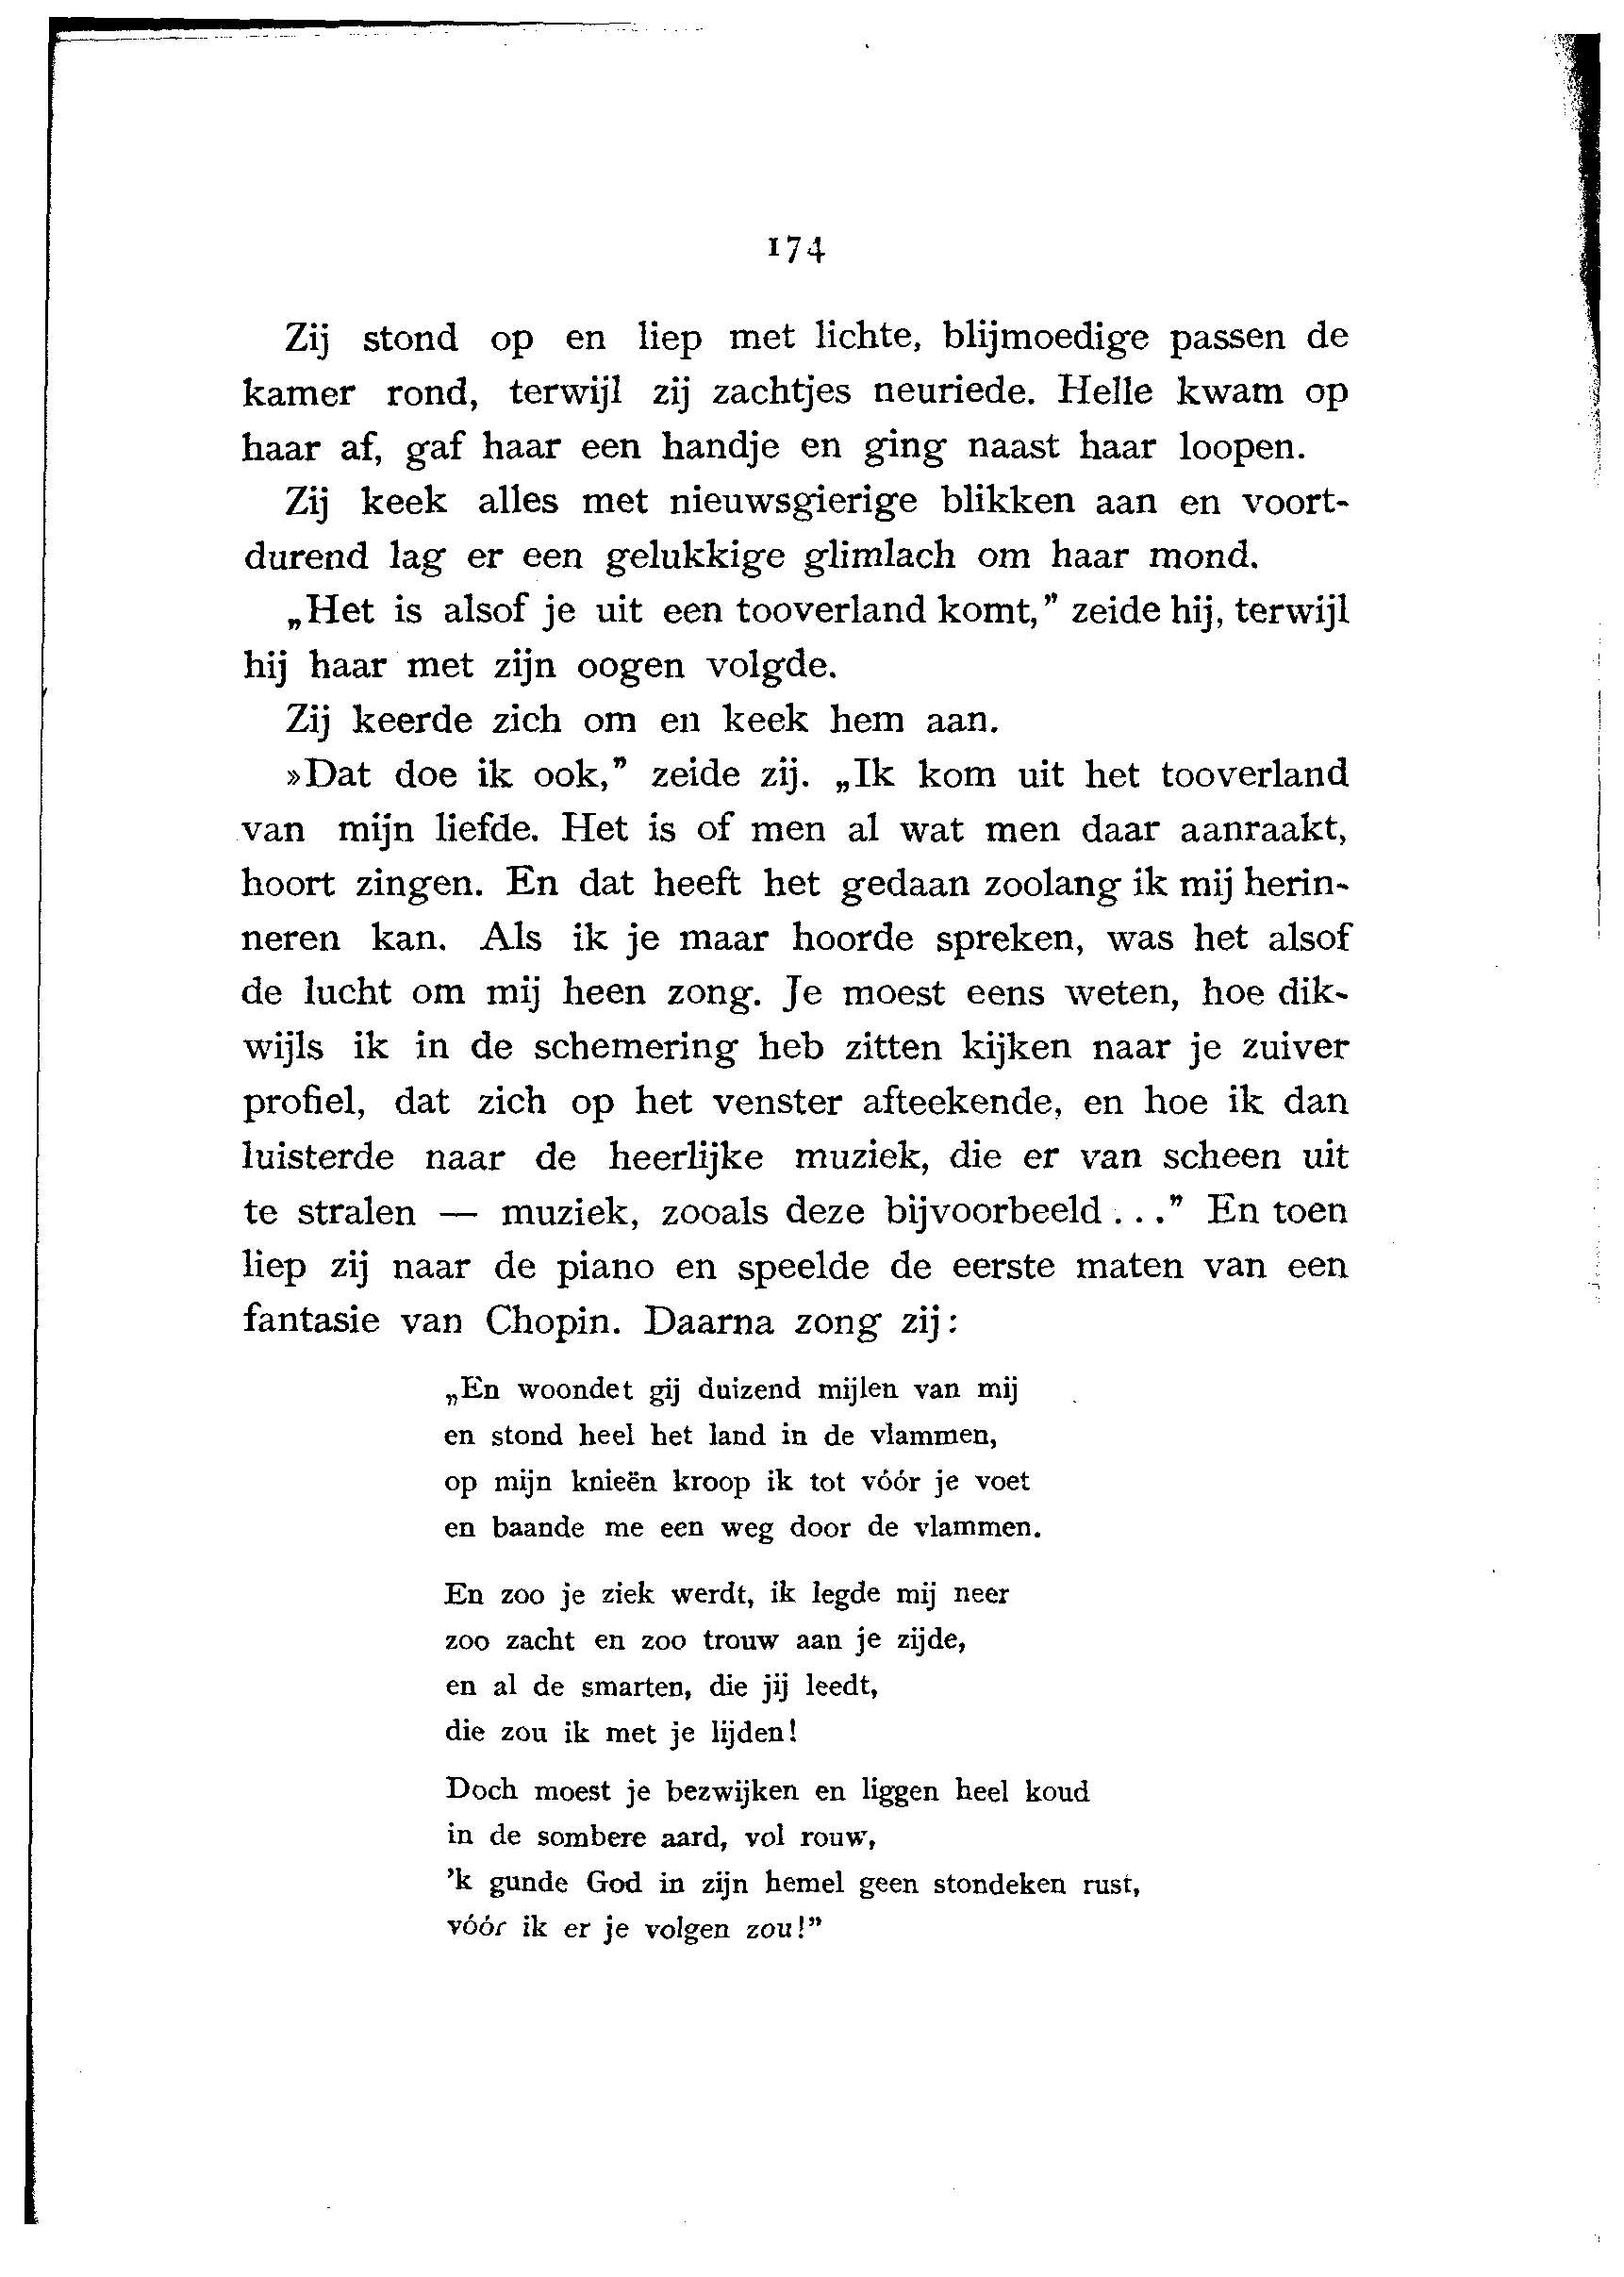 174
Zij stond op en liep met lichte, blijmoedige passen de
kamer rond, terwijl zij zachtjes neuriede. Helle kwam op
haar af, gaf haar een handje en ging naast haar loopen.
Zij keek alles met nieuwsgierige blikken aan en voort-
durend lag er een gelukkige glimlach om haar mond.
„Het is alsof je uit een tooverland komt,” zeide hij, terwijl
hij haar met zijn oogen volgde.
Zij keerde zich om en keek hem aan.
»Dat doe ik ook,” zeide zij. „Ik kom uit het tooverland
van mijn liefde. Het is of men al wat men daar aanraakt,
hoort zingen. En dat heeft het gedaan zoolang ik mij herin-
neren kan. Als ik je maar hoorde spreken, was het alsof
de lucht om mij heen zong. Je moest eens weten, hoe dik-
wijls ik in de schemering heb zitten kijken naar je zuiver
profiel, dat zich op het venster afteekende, en hoe ik dan
luisterde naar de heerlijke muziek, die er van scheen uit
te stralen — muziek, zooals deze bijvoorbeeld . . .” En toen
liep zij naar de piano en speelde de eerste maten van een
fantasie van Chopin. Daarna zong zij:
„En woondet gij duizend mijlen van mij
en stond heel het land in de vlammen,
op mijn knieën kroop ik tot vóór je voet
en baande me een weg door de vlammen.
En zoo je ziek werdt, ik legde mij neer
zoo zacht en zoo trouw aan je zijde,
en al de smarten, die jij leedt,
die zou ik met je lijden!
Doch moest je bezwijken en liggen heel koud
in de sombere aard, vol rouw,
’k gunde God in zijn hemel geen stondeken rust,
vóór ik er je volgen zou!”